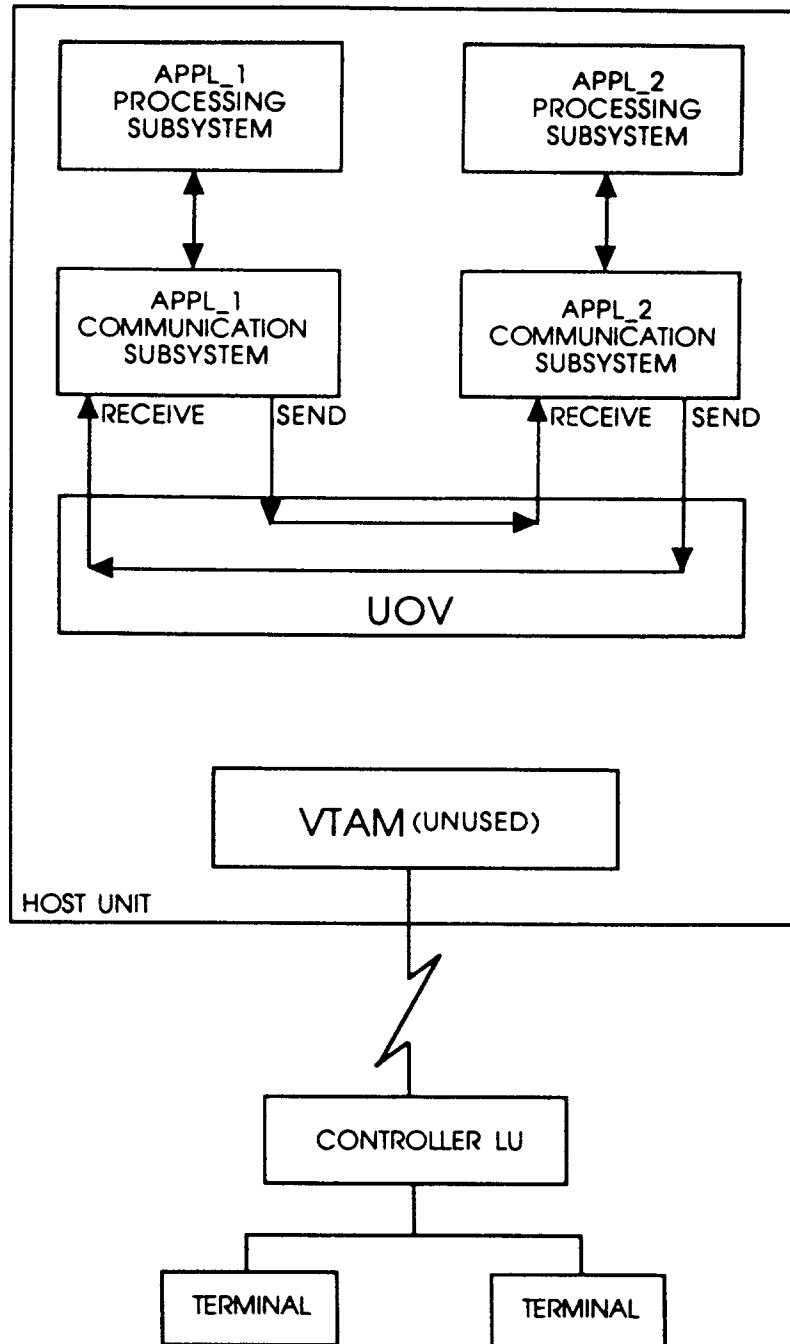 APPL_1
PROCESSING
SUBSYSTEM
APPL_2
PROCESSING
SUBSYSTEM
APPL_1
COMMUNICATION
SUBSYSTEM
APPL_2
COMMUNICATION
SUBSYSTEM
RECEIVE
SEND
RECEIVE
SEND
UOV
VTAM (UNUSED)
HOST UNIT
CONTROLLER LU
TERMINAL
TERMINAL